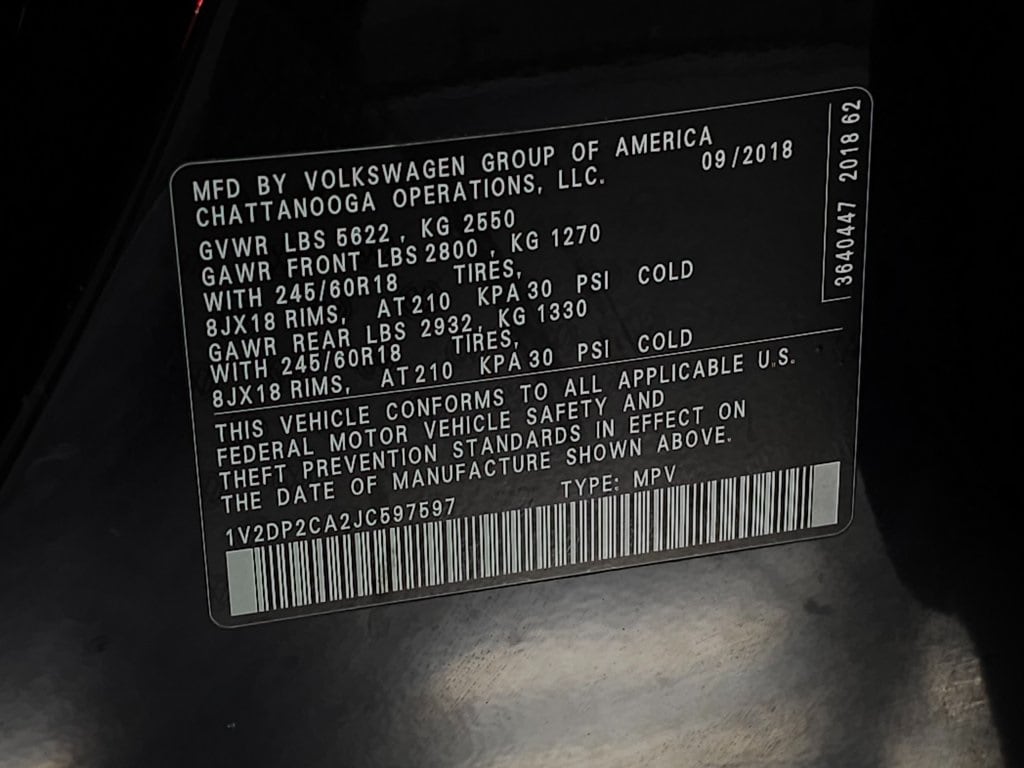 MFD BY VOLKSWAGEN GROUP OF AMERICA
CHATTANOOGA OPERATIONS, LLC. 09/2018
GVWR LBS 5622 , KG 2550
GAWR FRONT LBS 2800 , KG 1270
WITH 245/60R18 TIRES,
8JX18 RIMS, AT 210 KPA 30 PSI COLD
GAWR REAR LBS 2932, KG 1330
WITH 245/60R18 TIRES,
8JX18 RIMS, AT 210 KPA 30 PSI COLD
THIS VEHICLE CONFORMS TO ALL APPLICABLE U.S.
FEDERAL MOTOR VEHICLE SAFETY AND
THEFT PREVENTION STANDARDS IN EFFECT ON
THE DATE OF MANUFACTURE SHOWN ABOVE.
1V2DP2CA2JC597597 TYPE: MPV
3640447 2018 62